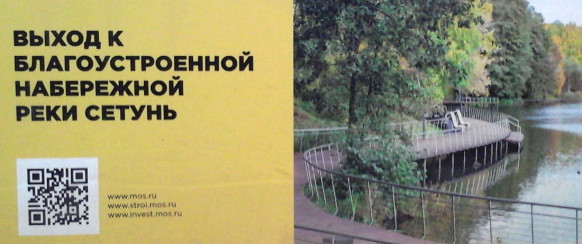 ВЫХОД К
БЛАГОУСТРОЕННОЙ
НАБЕРЕЖНОЙ
РЕКИ СЕТУНЬ
www.mos.ru
www.stroi.mos.ru
www.invest.mos.ru